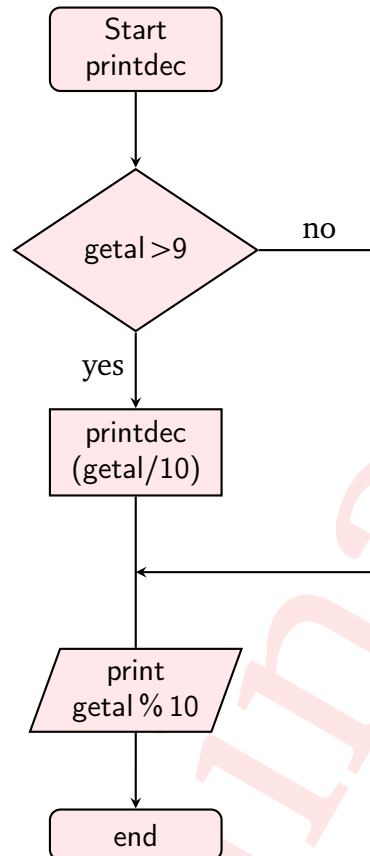 Start
printdec
getal >9
no
yes
printdec
(getal/10)
print
getal % 10
end